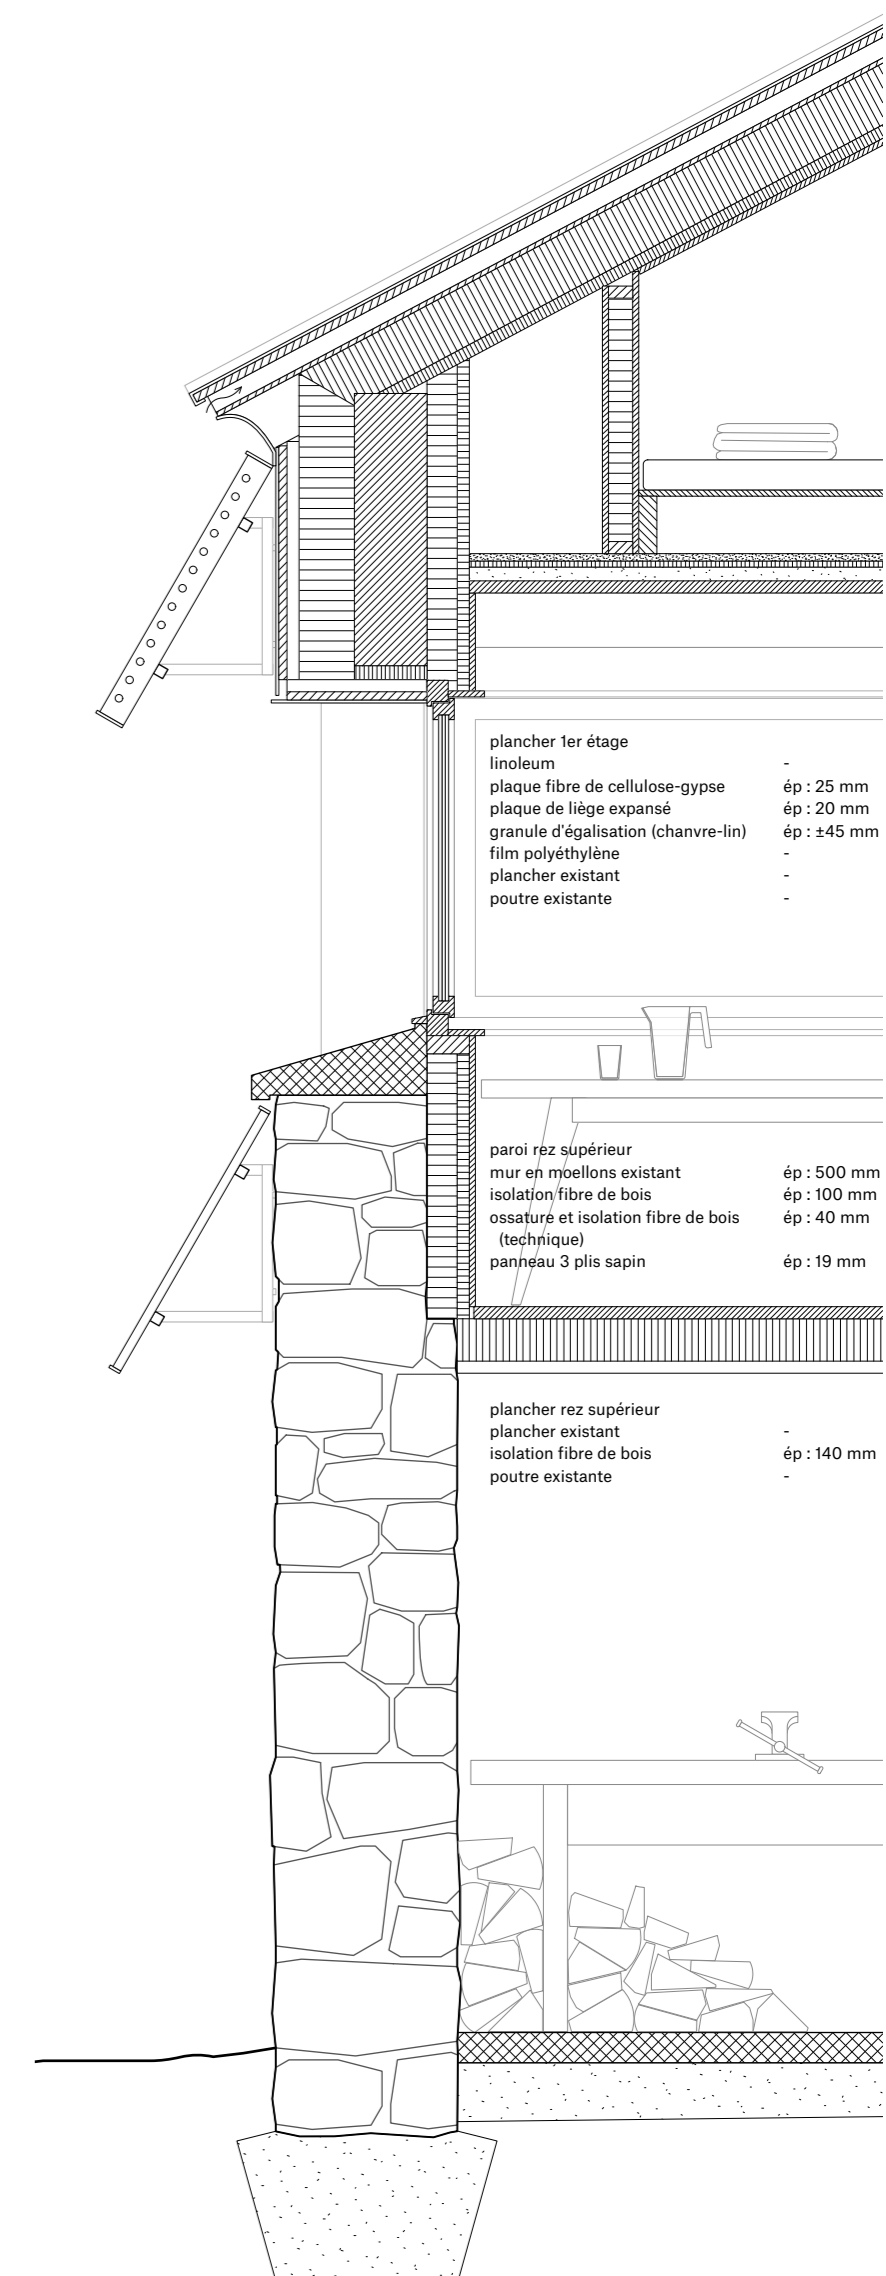 plancher 1er étage
linoleum -
plaque fibre de cellulose-gypse ép : 25 mm
plaque de liège expansé ép : 20 mm
granule d'égalisation (chanvre-lin) ép : ±45 mm
film polyéthylène -
plancher existant -
poutre existante -
paroi rez supérieur
mur en moellons existant ép : 500 mm
isolation fibre de bois ép : 100 mm
ossature et isolation fibre de bois ép : 40 mm
(technique)
panneau 3 plis sapin ép : 19 mm
plancher rez supérieur
plancher existant -
isolation fibre de bois ép : 140 mm
poutre existante -